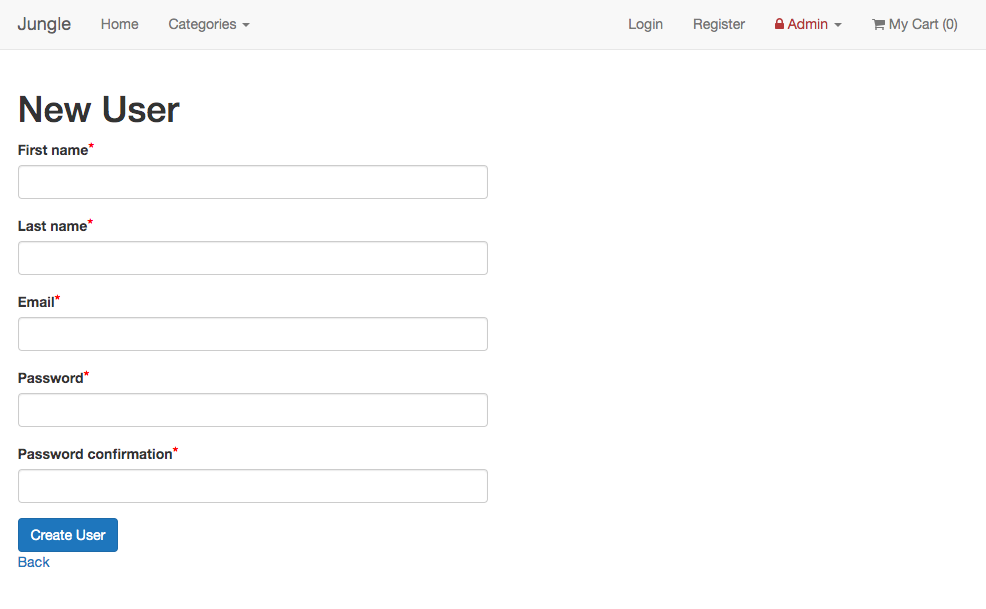 Jungle Home Categories Login Register Admin My Cart (0)
New User
First name*
Last name*
Email*
Password*
Password confirmation*
Create User
Back